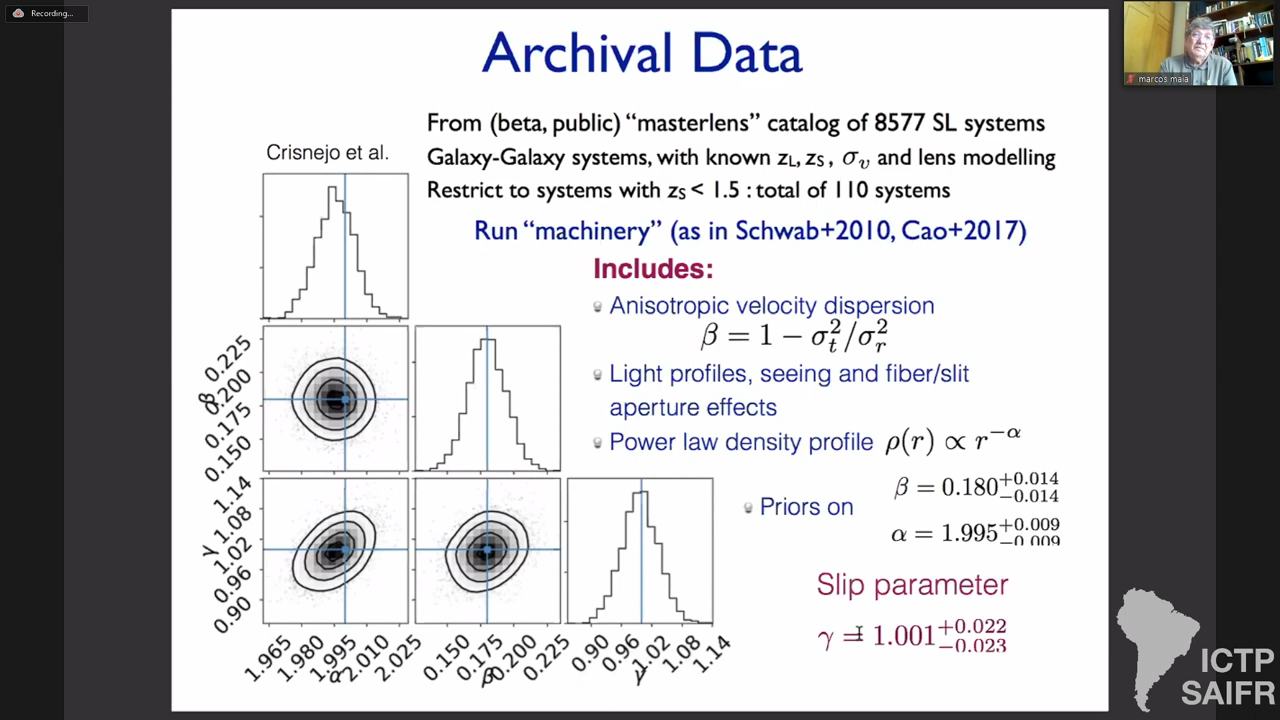 Recording...
marcos maia
Archival Data
From (beta, public) “masterlens” catalog of 8577 SL systems
Galaxy-Galaxy systems, with known zL, zS , σv and lens modelling
Restrict to systems with zS < 1.5 : total of 110 systems
Run “machinery” (as in Schwab+2010, Cao+2017)
Crisnejo et al.
Includes:
Anisotropic velocity dispersion
β = 1 − σ_t^2/σ_r^2
Light profiles, seeing and fiber/slit
aperture effects
Power law density profile ρ(r) ∝ r^−α
Priors on
β = 0.180 +0.014 −0.014
α = 1.995 +0.009 −0.009
Slip parameter
γ = 1.001 +0.022 −0.023
β
0.225
0.200
0.175
0.150
γ
1.14
1.08
1.02
0.96
0.90
1.965 1.980 1.995 2.010 2.025
α
0.150 0.175 0.200 0.225
β
0.90 0.96 1.02 1.08 1.14
γ
ICTP
SAIFR